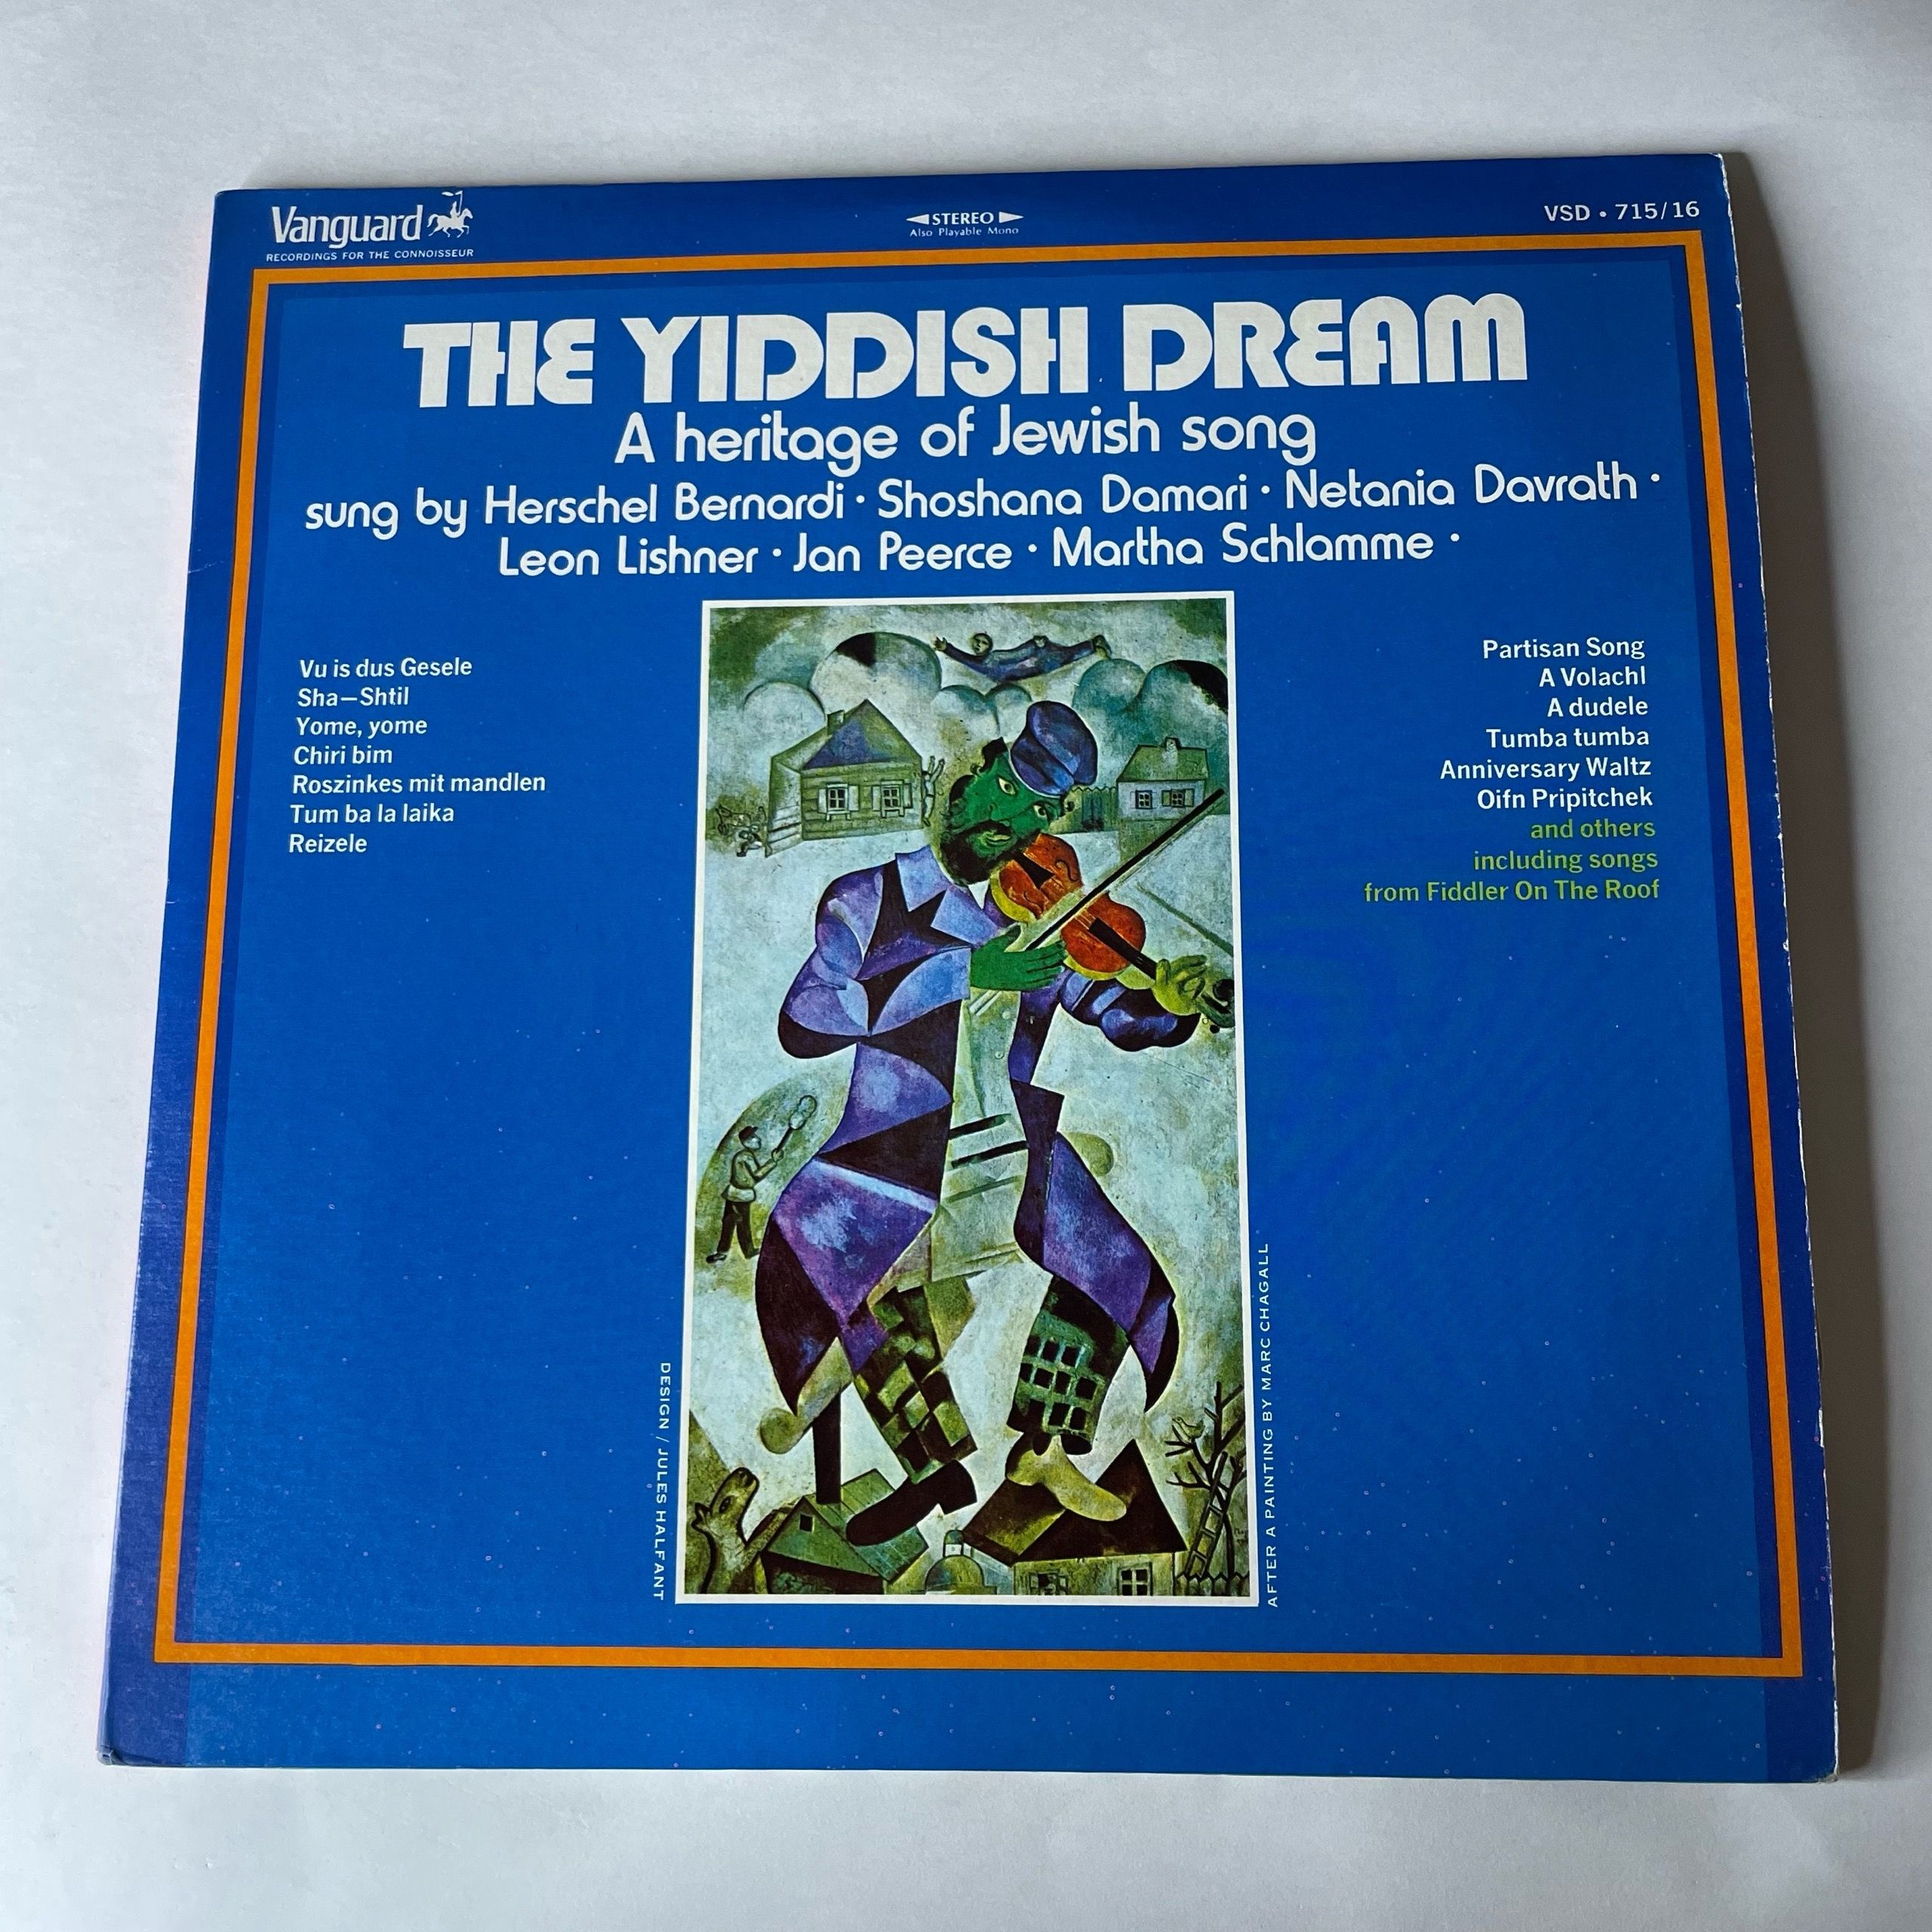 Vanguard
RECORDINGS FOR THE CONNOISSEUR
STEREO
Also Playable Mono
VSD • 715/16
THE YIDDISH DREAM
A heritage of Jewish song
sung by Herschel Bernardi • Shoshana Damari • Netania Davrath •
Leon Lishner • Jan Peerce • Martha Schlamme •
Vu is dus Gesele
Sha—Shtil
Yome, yome
Chiri bim
Roszinkes mit mandlen
Tum ba la laika
Reizele
Partisan Song
A Volachl
A dudele
Tumba tumba
Anniversary Waltz
Oifn Pripitchek
and others
including songs
from Fiddler On The Roof
DESIGN / JULES HALFANT
AFTER A PAINTING BY MARC CHAGALL